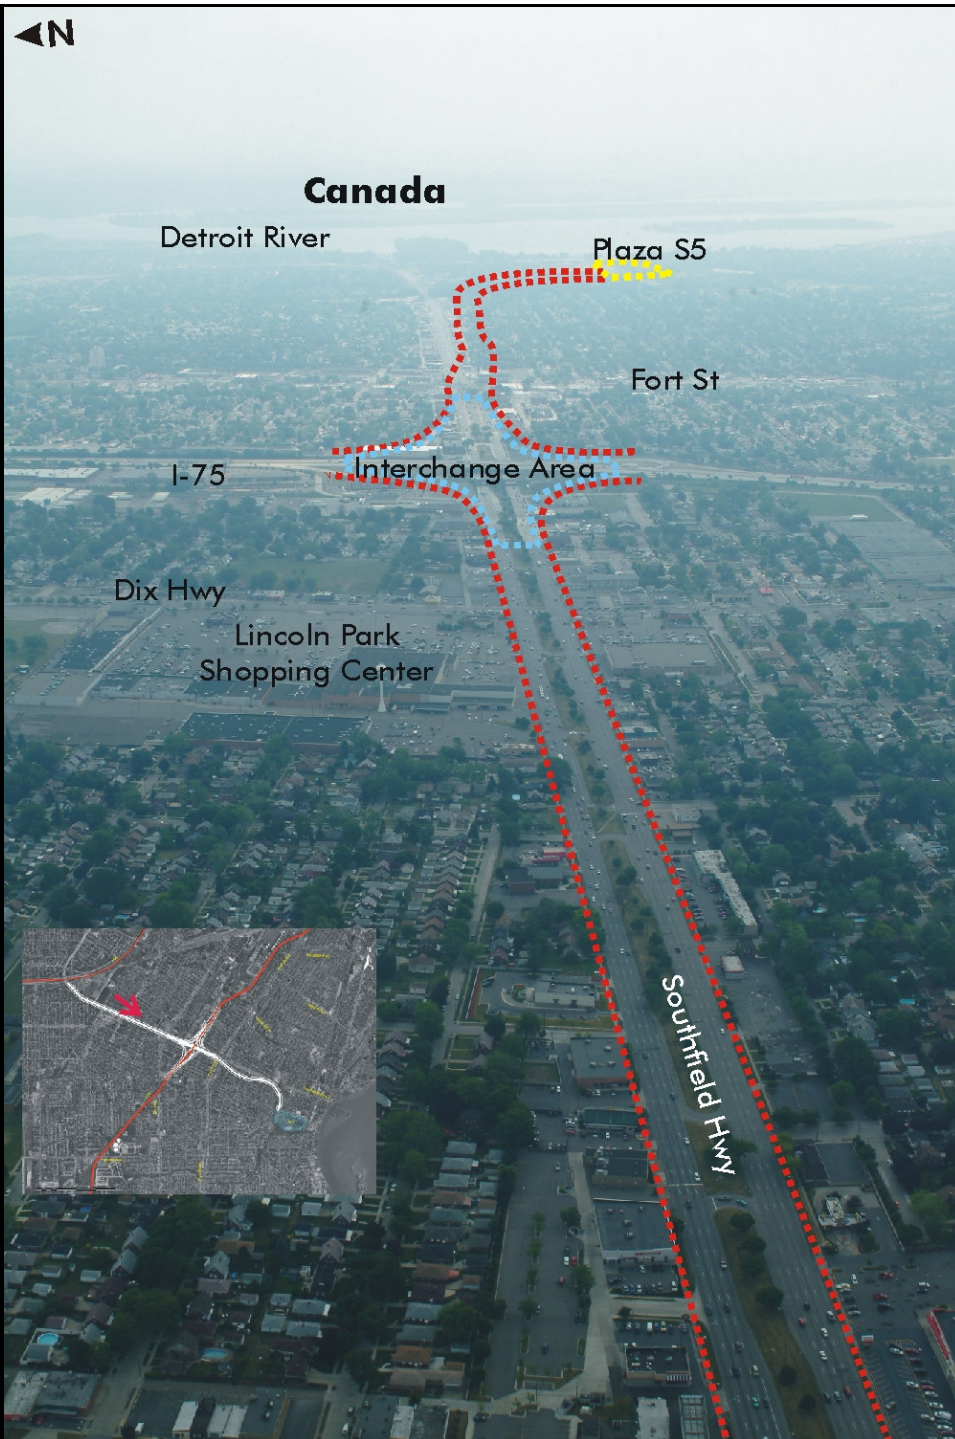 N
Canada
Detroit River
Plaza S5
Fort St
Interchange Area
I-75
Dix Hwy
Lincoln Park
Shopping Center
Southfield Hwy